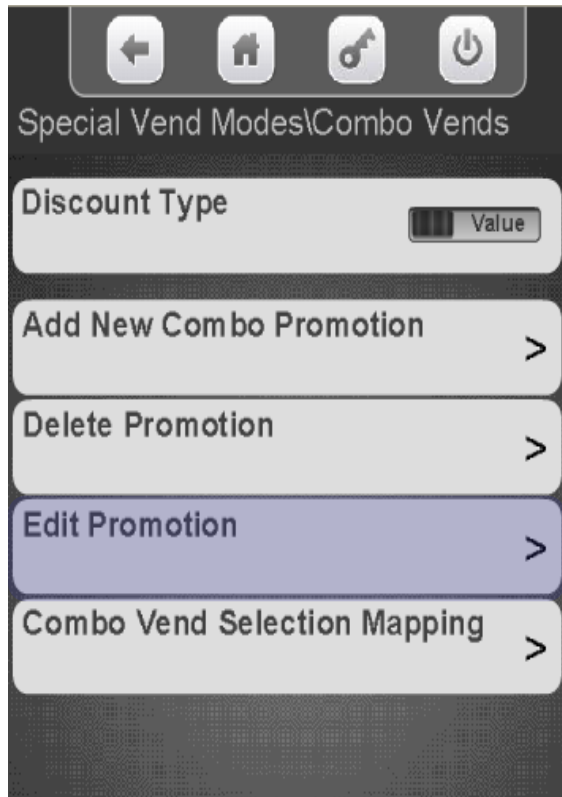 Special Vend Modes\Combo Vends
Discount Type
Value
Add New Combo Promotion
>
Delete Promotion
>
Edit Promotion
>
Combo Vend Selection Mapping
>